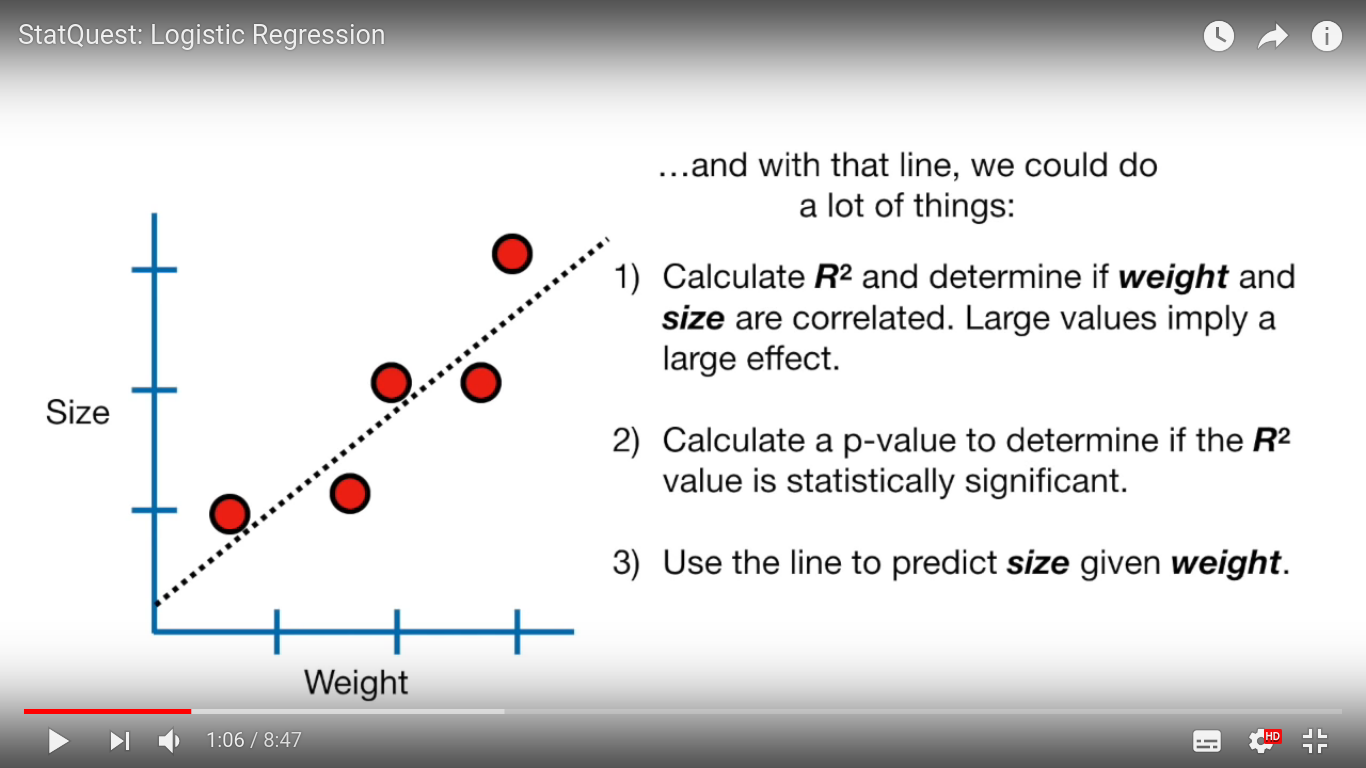 StatQuest: Logistic Regression
…and with that line, we could do
a lot of things:
1) Calculate R² and determine if weight and
size are correlated. Large values imply a
large effect.
2) Calculate a p-value to determine if the R²
value is statistically significant.
3) Use the line to predict size given weight.
Size
Weight
1:06 / 8:47
HD